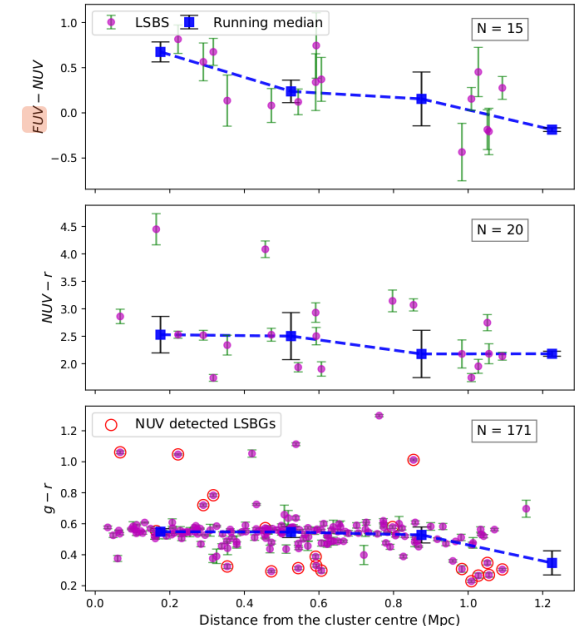 LSBS
Running median
N = 15
1.0
0.5
0.0
−0.5
FUV − NUV
N = 20
4.5
4.0
3.5
3.0
2.5
2.0
NUV − r
NUV detected LSBGs
N = 171
1.2
1.0
0.8
0.6
0.4
0.2
g − r
0.0 0.2 0.4 0.6 0.8 1.0 1.2
Distance from the cluster centre (Mpc)